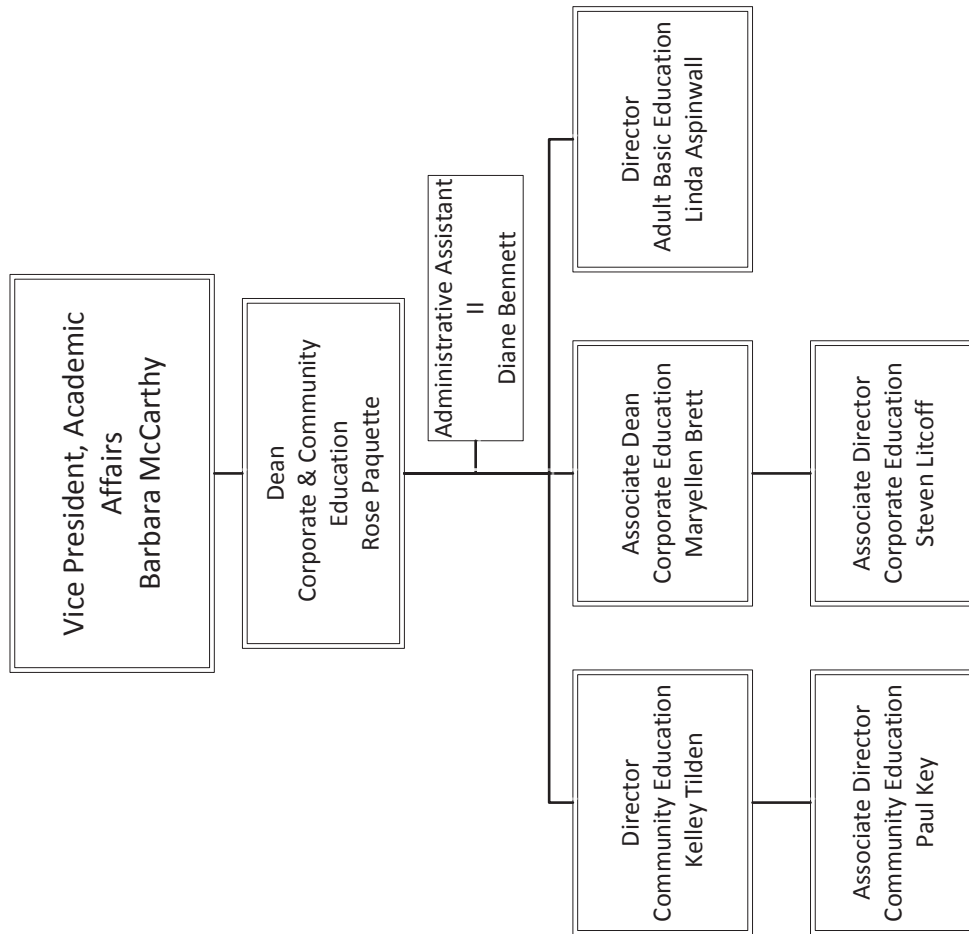 Vice President, Academic
Affairs
Barbara McCarthy
Dean
Corporate & Community
Education
Rose Paquette
Administrative Assistant
II
Diane Bennett
Director
Community Education
Kelley Tilden
Associate Dean
Corporate Education
Maryellen Brett
Director
Adult Basic Education
Linda Aspinwall
Associate Director
Community Education
Paul Key
Associate Director
Corporate Education
Steven Litcoff